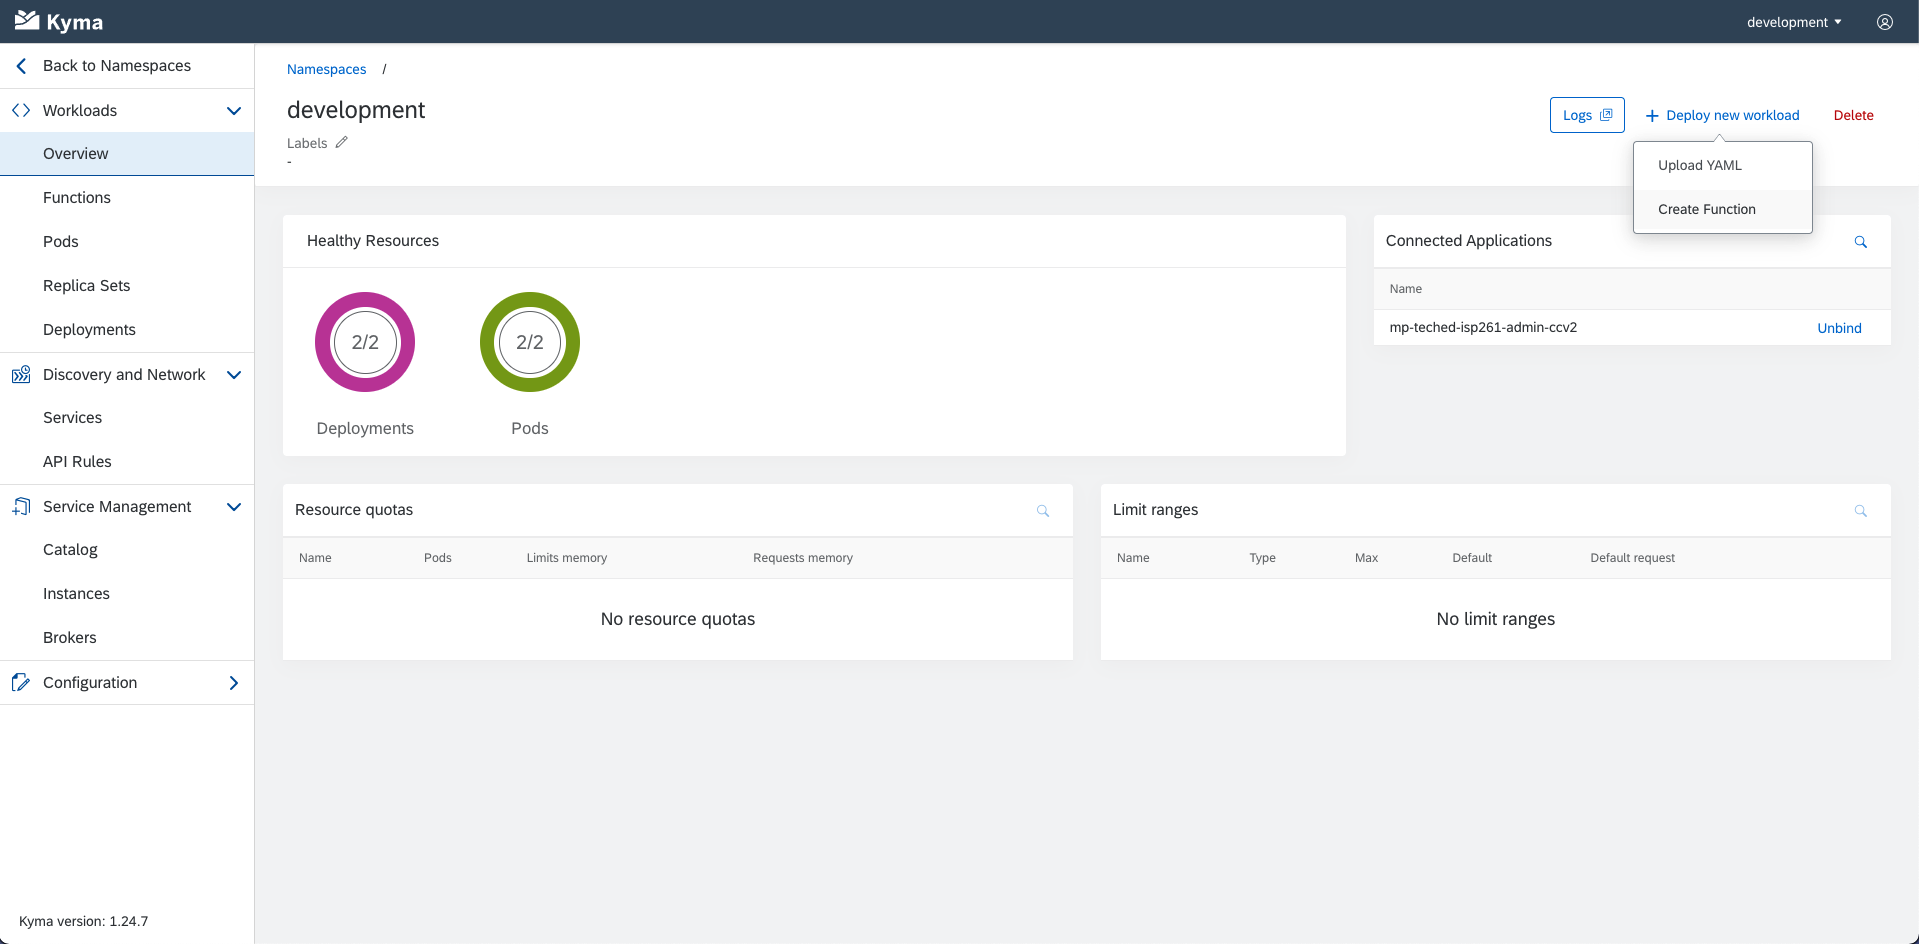 Kyma
development
Back to Namespaces
Workloads
Overview
Functions
Pods
Replica Sets
Deployments
Discovery and Network
Services
API Rules
Service Management
Catalog
Instances
Brokers
Configuration
Kyma version: 1.24.7
Namespaces /
development
Labels
-
Logs
Deploy new workload
Delete
Upload YAML
Create Function
Healthy Resources
2/2
2/2
Deployments
Pods
Connected Applications
Name
mp-teched-isp261-admin-ccv2 Unbind
Resource quotas
Name Pods Limits memory Requests memory
No resource quotas
Limit ranges
Name Type Max Default Default request
No limit ranges